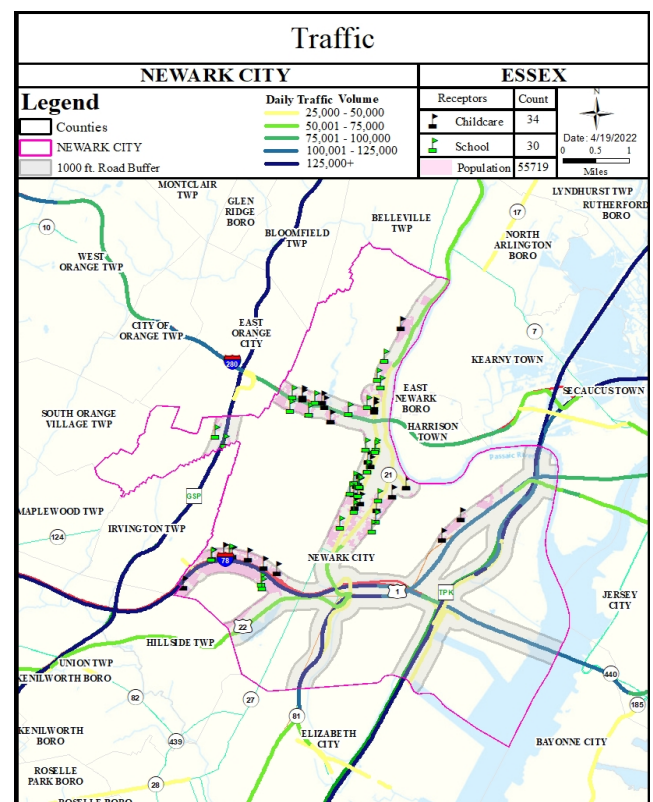 Traffic
NEWARK CITY
ESSEX
Legend
Counties
NEWARK CITY
1000 ft. Road Buffer
Daily Traffic Volume
25,000 - 50,000
50,001 - 75,000
75,001 - 100,000
100,001 - 125,000
125,000+
Receptors
Count
Childcare
34
School
30
Population
55719
N
Date: 4/19/2022
0 0.5 1
Miles
MONTCLAIR
TWP
GLEN
RIDGE
BORO
BLOOMFIELD
TWP
BELLEVILLE
TWP
17
LYNDHURST TWP
RUTHERFORD
BORO
NORTH
ARLINGTON
BORO
10
WEST
ORANGE TWP
CITY OF
ORANGE TWP
EAST
ORANGE
CITY
7
280
KEARNY TOWN
EAST
NEWARK
BORO
SECAUCUS TOWN
SOUTH ORANGE
VILLAGE TWP
HARRISON
TOWN
Passaic River
21
GSP
MAPLEWOOD TWP
124
IRVINGTON TWP
NEWARK CITY
78
1
TPK
JERSEY
CITY
22
HILLSIDE TWP
UNION TWP
KENILWORTH BORO
440
82
27
185
81
KENILWORTH
BORO
439
ELIZABETH
CITY
BAYONNE CITY
ROSELLE
PARK BORO
28
ROSELLE BORO